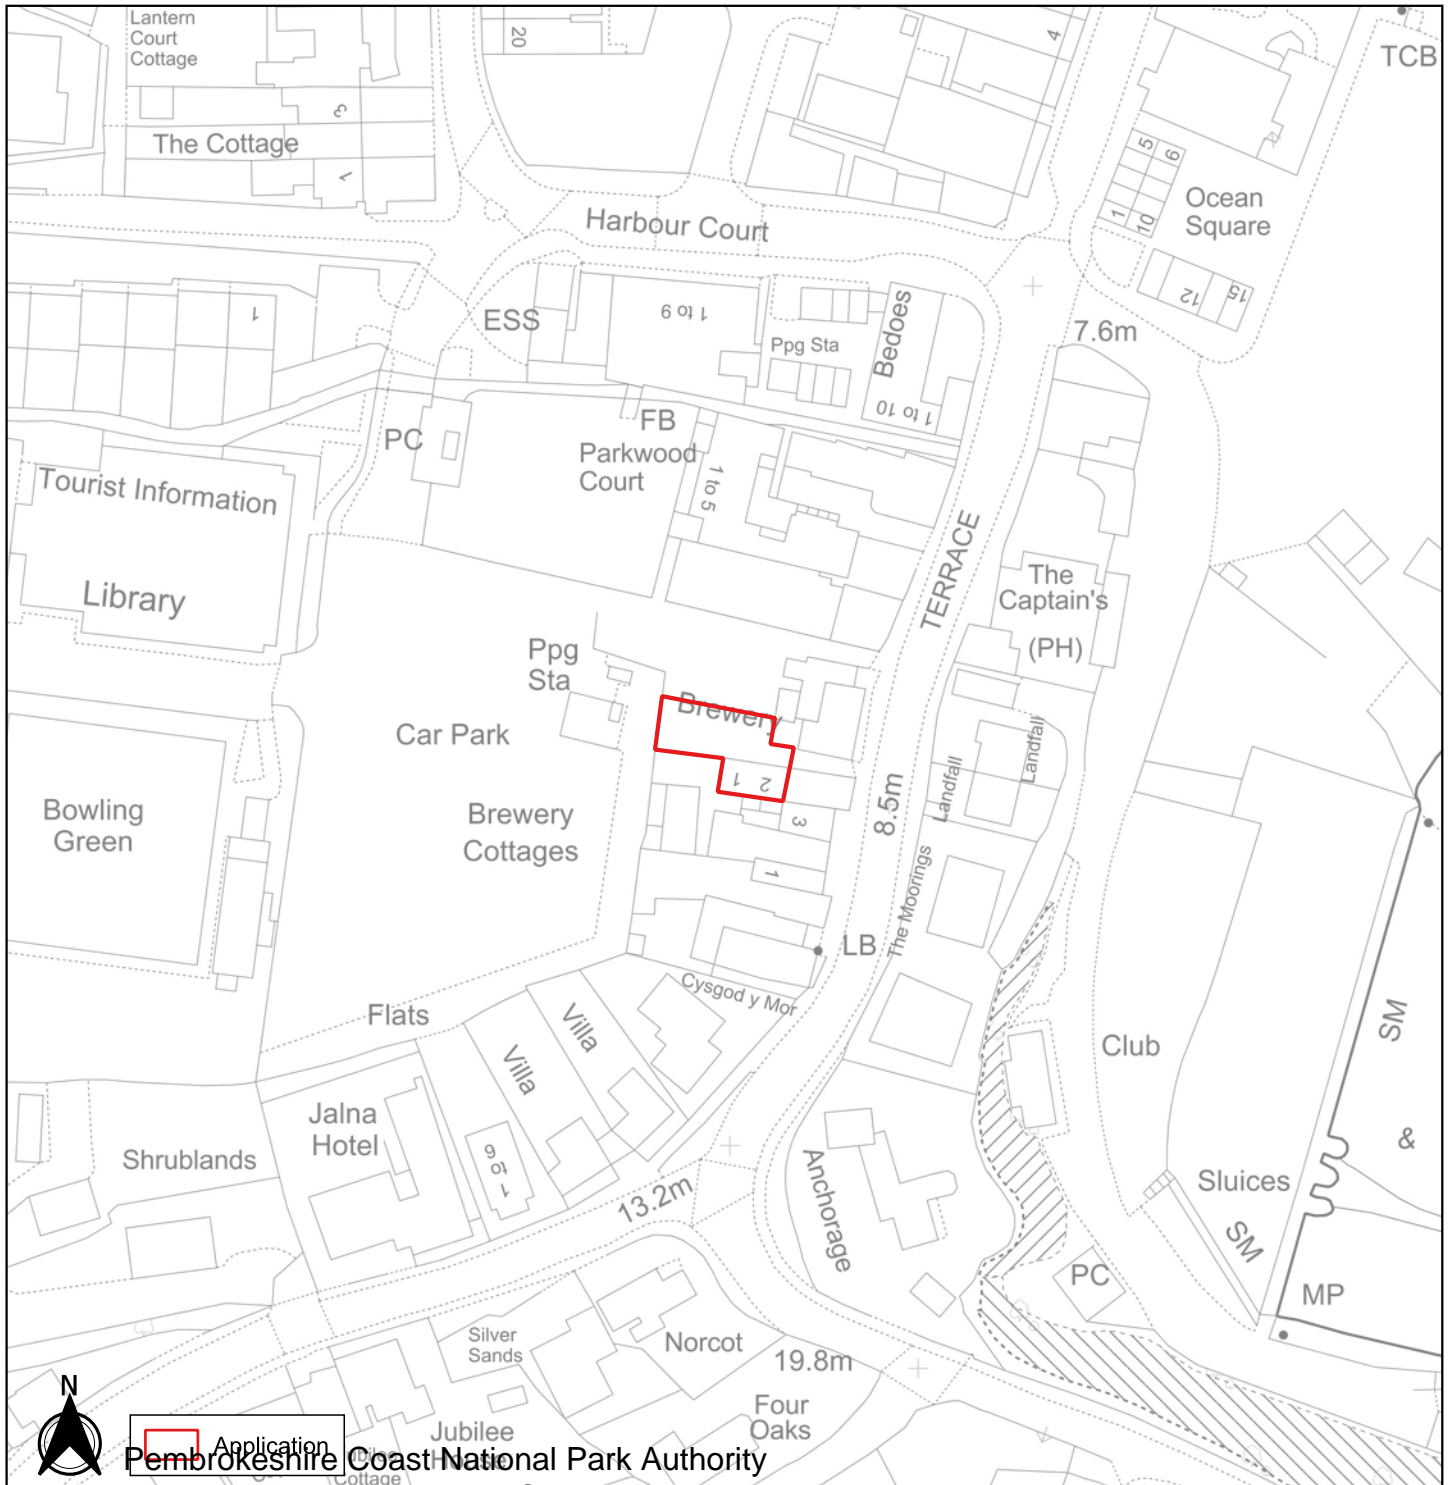 Lantern
Court
Cottage
20
4
TCB
3
The Cottage
1
5
6
1
10
Ocean
Square
Harbour Court
12
15
1
ESS
1 to 9
Ppg Sta
Bedoes
1 to 10
7.6m
PC
FB
Parkwood
Court
1 to 5
Tourist Information
Library
TERRACE
The
Captain's
(PH)
Ppg
Sta
Brewery
Car Park
1
2
Landfall
Landfall
8.5m
Bowling
Green
Brewery
Cottages
3
1
The Moorings
LB
Cysgod y Mor
Flats
Villa
Villa
Club
SM
Jalna
Hotel
1 to 6
Shrublands
&
Anchorage
Sluices
13.2m
SM
PC
MP
Silver
Sands
Norcot
19.8m
Four
Oaks
N
Application
Jubilee
Cottage
Pembrokeshire Coast National Park Authority